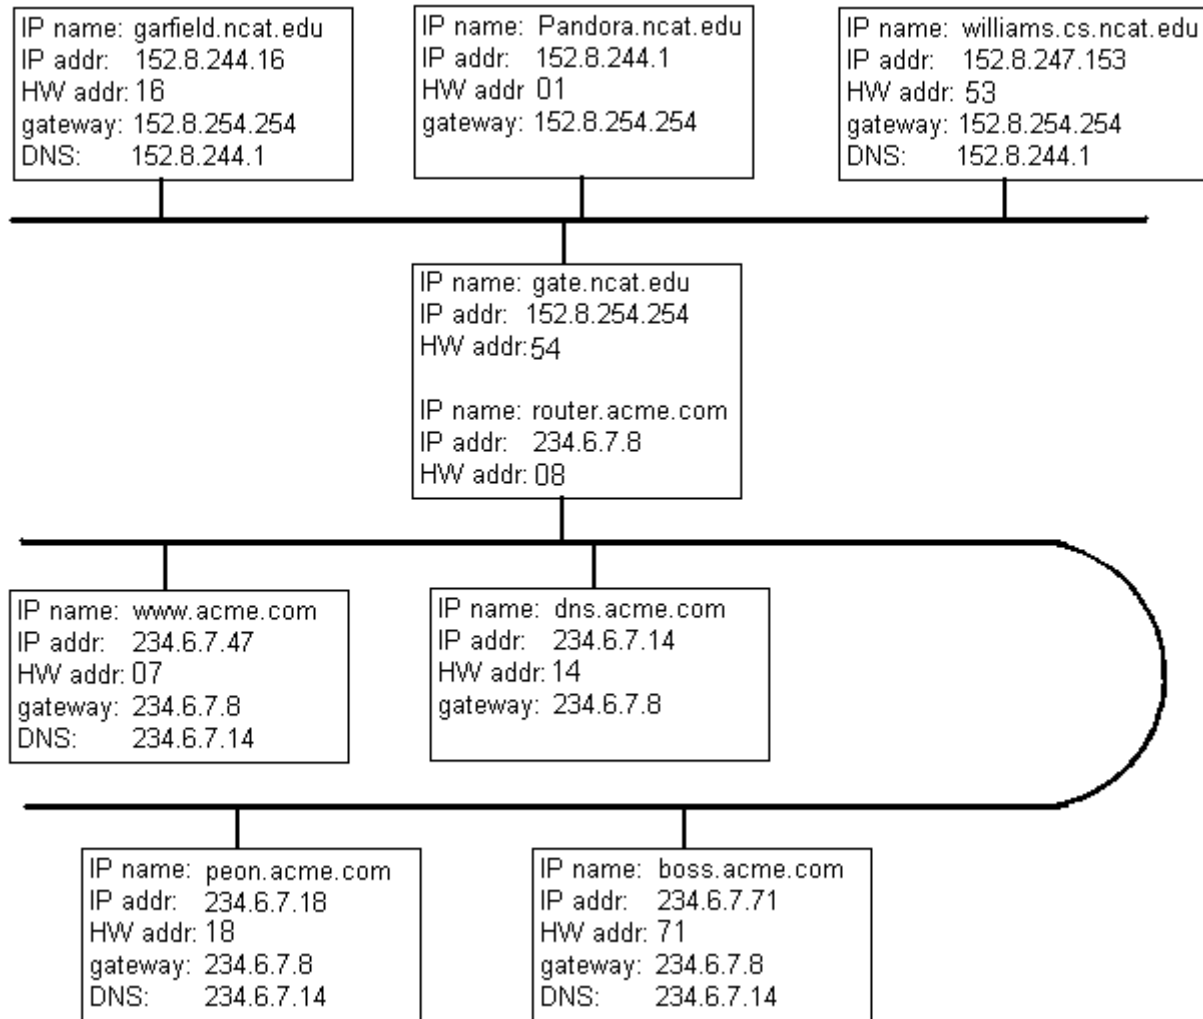 IP name: garfield.ncat.edu
IP addr: 152.8.244.16
HW addr: 16
gateway: 152.8.254.254
DNS: 152.8.244.1
IP name: Pandora.ncat.edu
IP addr: 152.8.244.1
HW addr 01
gateway: 152.8.254.254
IP name: williams.cs.ncat.edu
IP addr: 152.8.247.153
HW addr: 53
gateway: 152.8.254.254
DNS: 152.8.244.1
IP name: gate.ncat.edu
IP addr: 152.8.254.254
HW addr: 54
IP name: router.acme.com
IP addr: 234.6.7.8
HW addr: 08
IP name: www.acme.com
IP addr: 234.6.7.47
HW addr: 07
gateway: 234.6.7.8
DNS: 234.6.7.14
IP name: dns.acme.com
IP addr: 234.6.7.14
HW addr: 14
gateway: 234.6.7.8
IP name: peon.acme.com
IP addr: 234.6.7.18
HW addr: 18
gateway: 234.6.7.8
DNS: 234.6.7.14
IP name: boss.acme.com
IP addr: 234.6.7.71
HW addr: 71
gateway: 234.6.7.8
DNS: 234.6.7.14